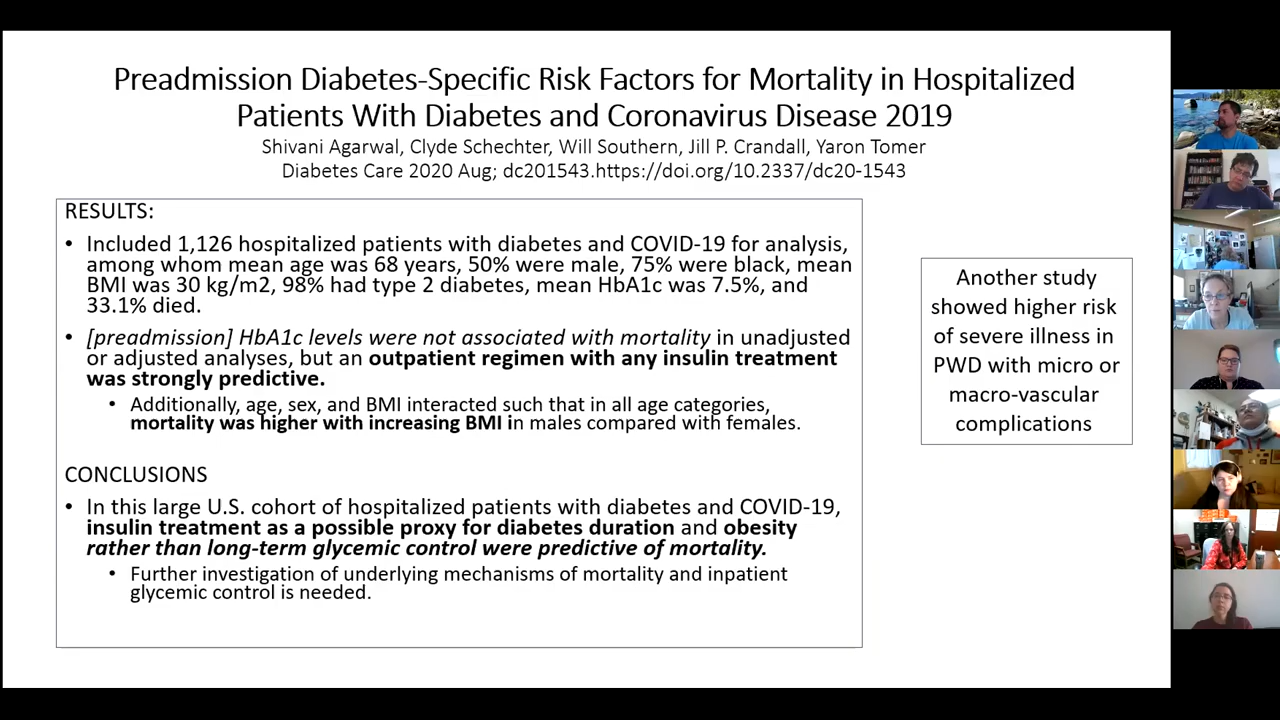 Preadmission Diabetes-Specific Risk Factors for Mortality in Hospitalized
Patients With Diabetes and Coronavirus Disease 2019
Shivani Agarwal, Clyde Schechter, Will Southern, Jill P. Crandall, Yaron Tomer
Diabetes Care 2020 Aug; dc201543.https://doi.org/10.2337/dc20-1543
RESULTS:
• Included 1,126 hospitalized patients with diabetes and COVID-19 for analysis,
among whom mean age was 68 years, 50% were male, 75% were black, mean
BMI was 30 kg/m2, 98% had type 2 diabetes, mean HbA1c was 7.5%, and
33.1% died.
• [preadmission] HbA1c levels were not associated with mortality in unadjusted
or adjusted analyses, but an outpatient regimen with any insulin treatment
was strongly predictive.
• Additionally, age, sex, and BMI interacted such that in all age categories,
mortality was higher with increasing BMI in males compared with females.
CONCLUSIONS
• In this large U.S. cohort of hospitalized patients with diabetes and COVID-19,
insulin treatment as a possible proxy for diabetes duration and obesity
rather than long-term glycemic control were predictive of mortality.
• Further investigation of underlying mechanisms of mortality and inpatient
glycemic control is needed.
Another study
showed higher risk
of severe illness in
PWD with micro or
macro-vascular
complications